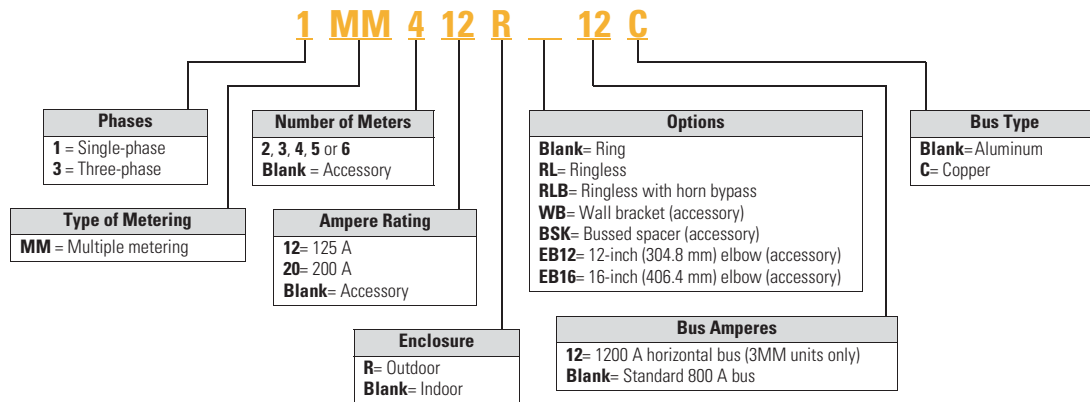 1 MM 4 12 R __ 12 C
Phases
1 = Single-phase
3 = Three-phase
Type of Metering
MM = Multiple metering
Number of Meters
2, 3, 4, 5 or 6
Blank = Accessory
Ampere Rating
12= 125 A
20= 200 A
Blank= Accessory
Enclosure
R= Outdoor
Blank= Indoor
Options
Blank= Ring
RL= Ringless
RLB= Ringless with horn bypass
WB= Wall bracket (accessory)
BSK= Bussed spacer (accessory)
EB12= 12-inch (304.8 mm) elbow (accessory)
EB16= 16-inch (406.4 mm) elbow (accessory)
Bus Amperes
12= 1200 A horizontal bus (3MM units only)
Blank= Standard 800 A bus
Bus Type
Blank= Aluminum
C= Copper